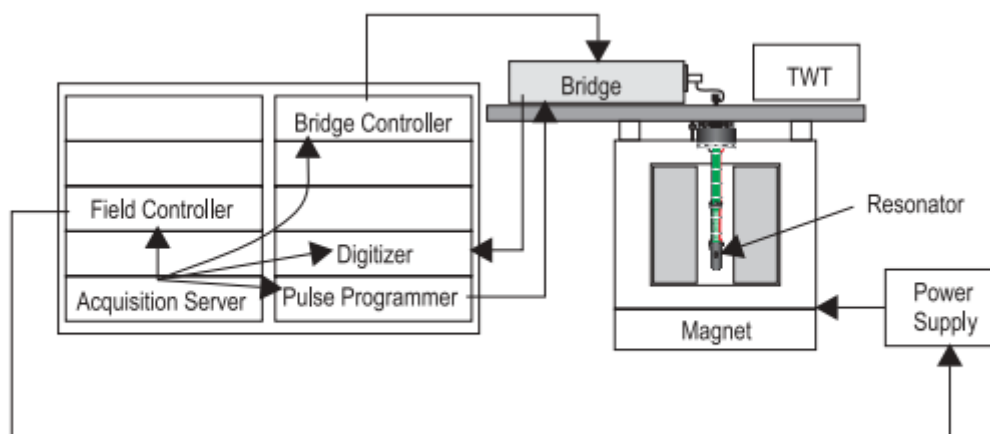 Bridge
TWT
Bridge Controller
Field Controller
Resonator
Digitizer
Acquisition Server
Pulse Programmer
Power
Supply
Magnet